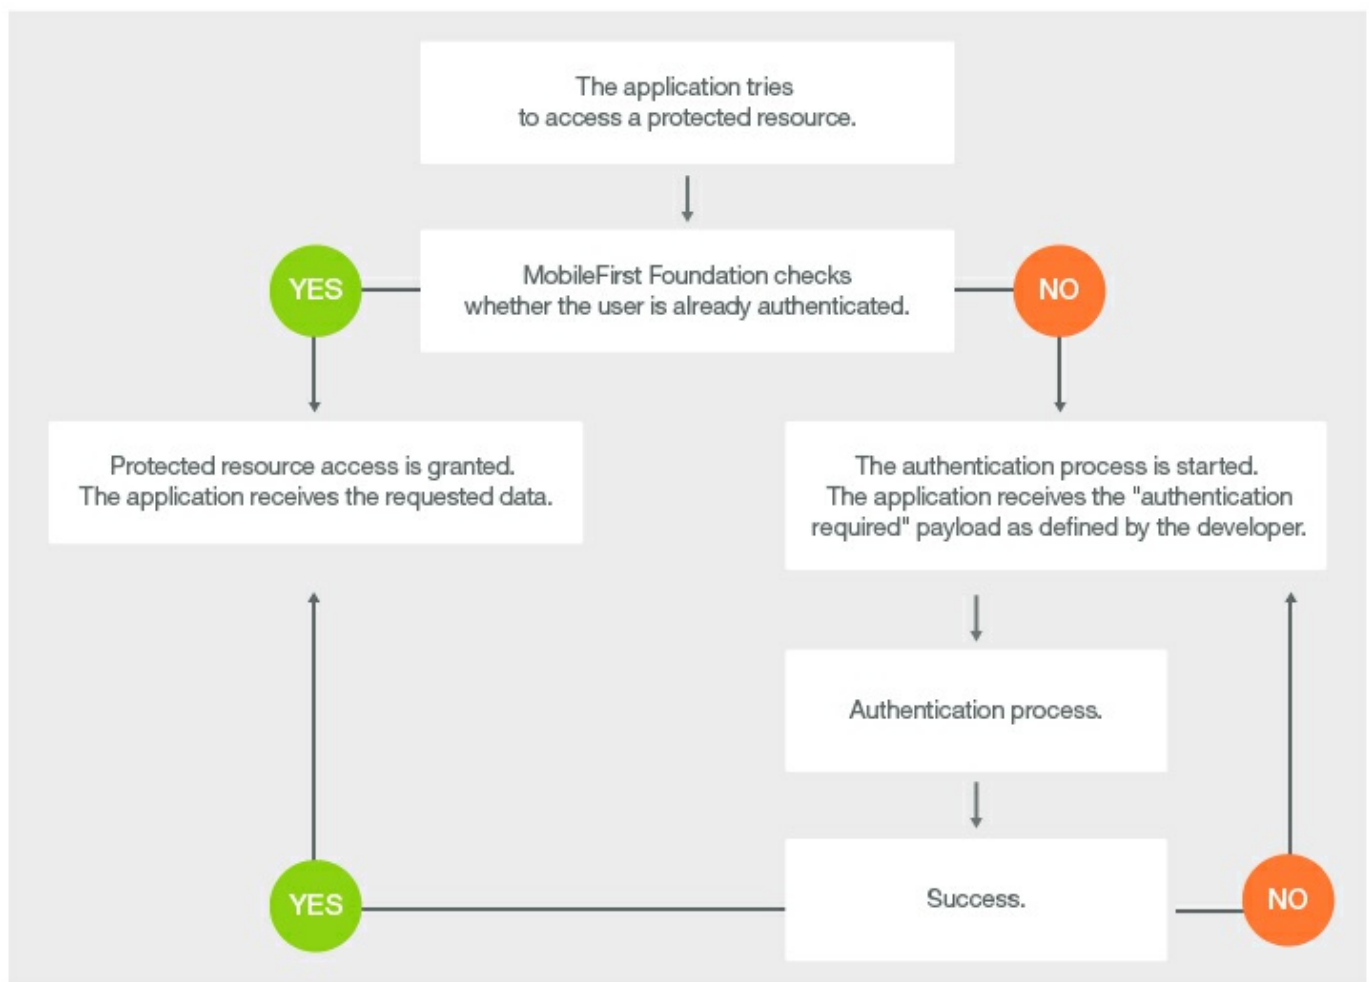 The application tries
to access a protected resource.
MobileFirst Foundation checks
whether the user is already authenticated.
YES
NO
Protected resource access is granted.
The application receives the requested data.
The authentication process is started.
The application receives the "authentication
required" payload as defined by the developer.
Authentication process.
Success.
YES
NO